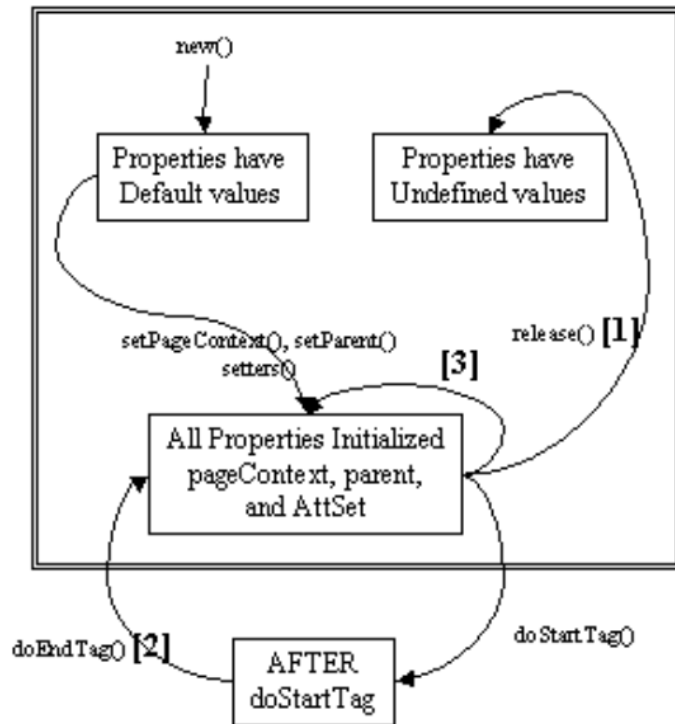 new()
Properties have
Default values
Properties have
Undefined values
setPageContext(), setParent()
setters()
[3]
release() [1]
All Properties Initialized
pageContext, parent,
and AttSet
doEndTag() [2]
doStartTag()
AFTER
doStartTag